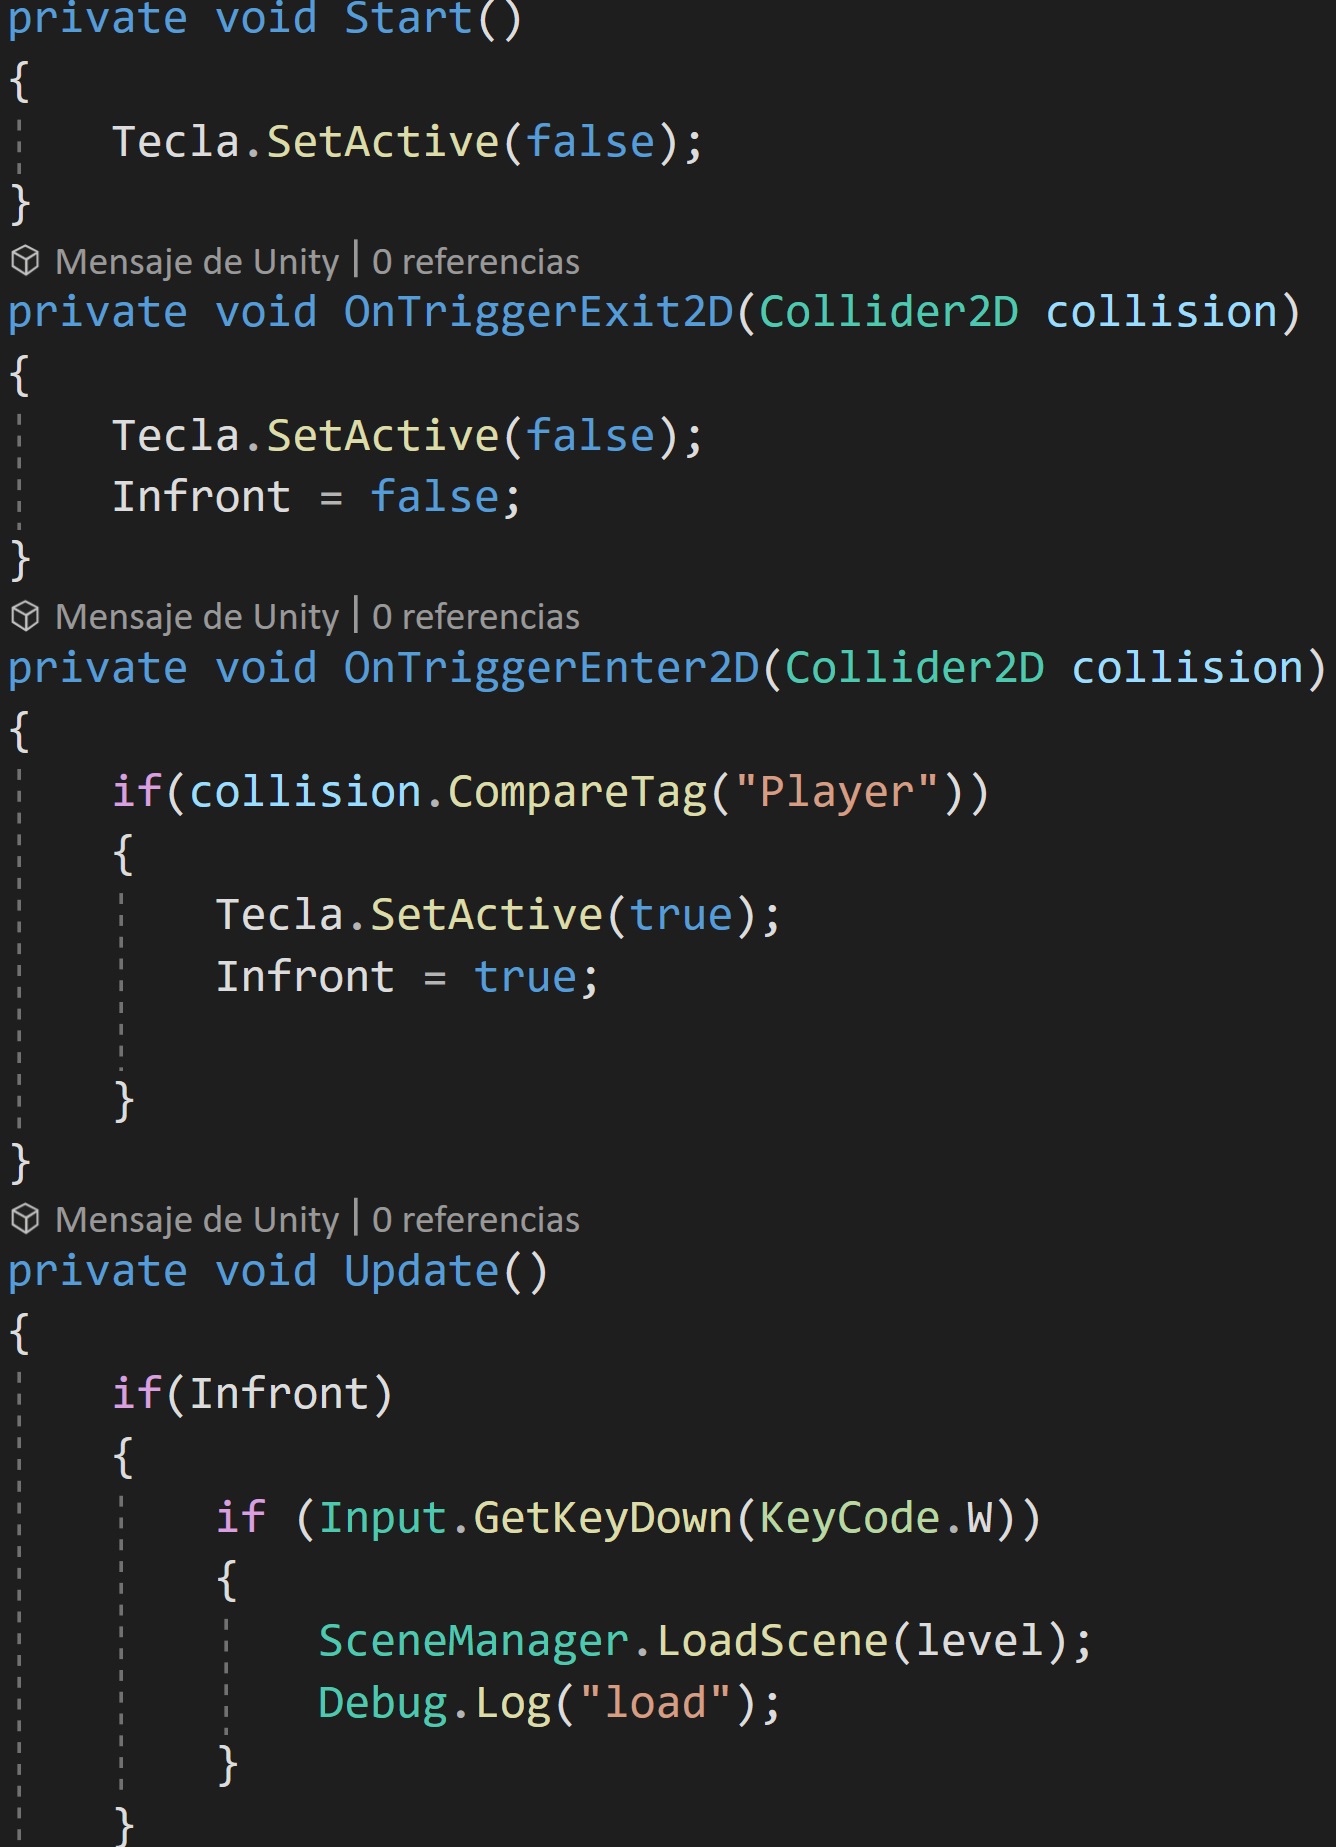 private void Start()
{
    Tecla.SetActive(false);
}
Mensaje de Unity | 0 referencias
private void OnTriggerExit2D(Collider2D collision)
{
    Tecla.SetActive(false);
    Infront = false;
}
Mensaje de Unity | 0 referencias
private void OnTriggerEnter2D(Collider2D collision)
{
    if(collision.CompareTag("Player"))
    {
        Tecla.SetActive(true);
        Infront = true;
    }
}
Mensaje de Unity | 0 referencias
private void Update()
{
    if(Infront)
    {
        if (Input.GetKeyDown(KeyCode.W))
        {
            SceneManager.LoadScene(level);
            Debug.Log("load");
        }
    }